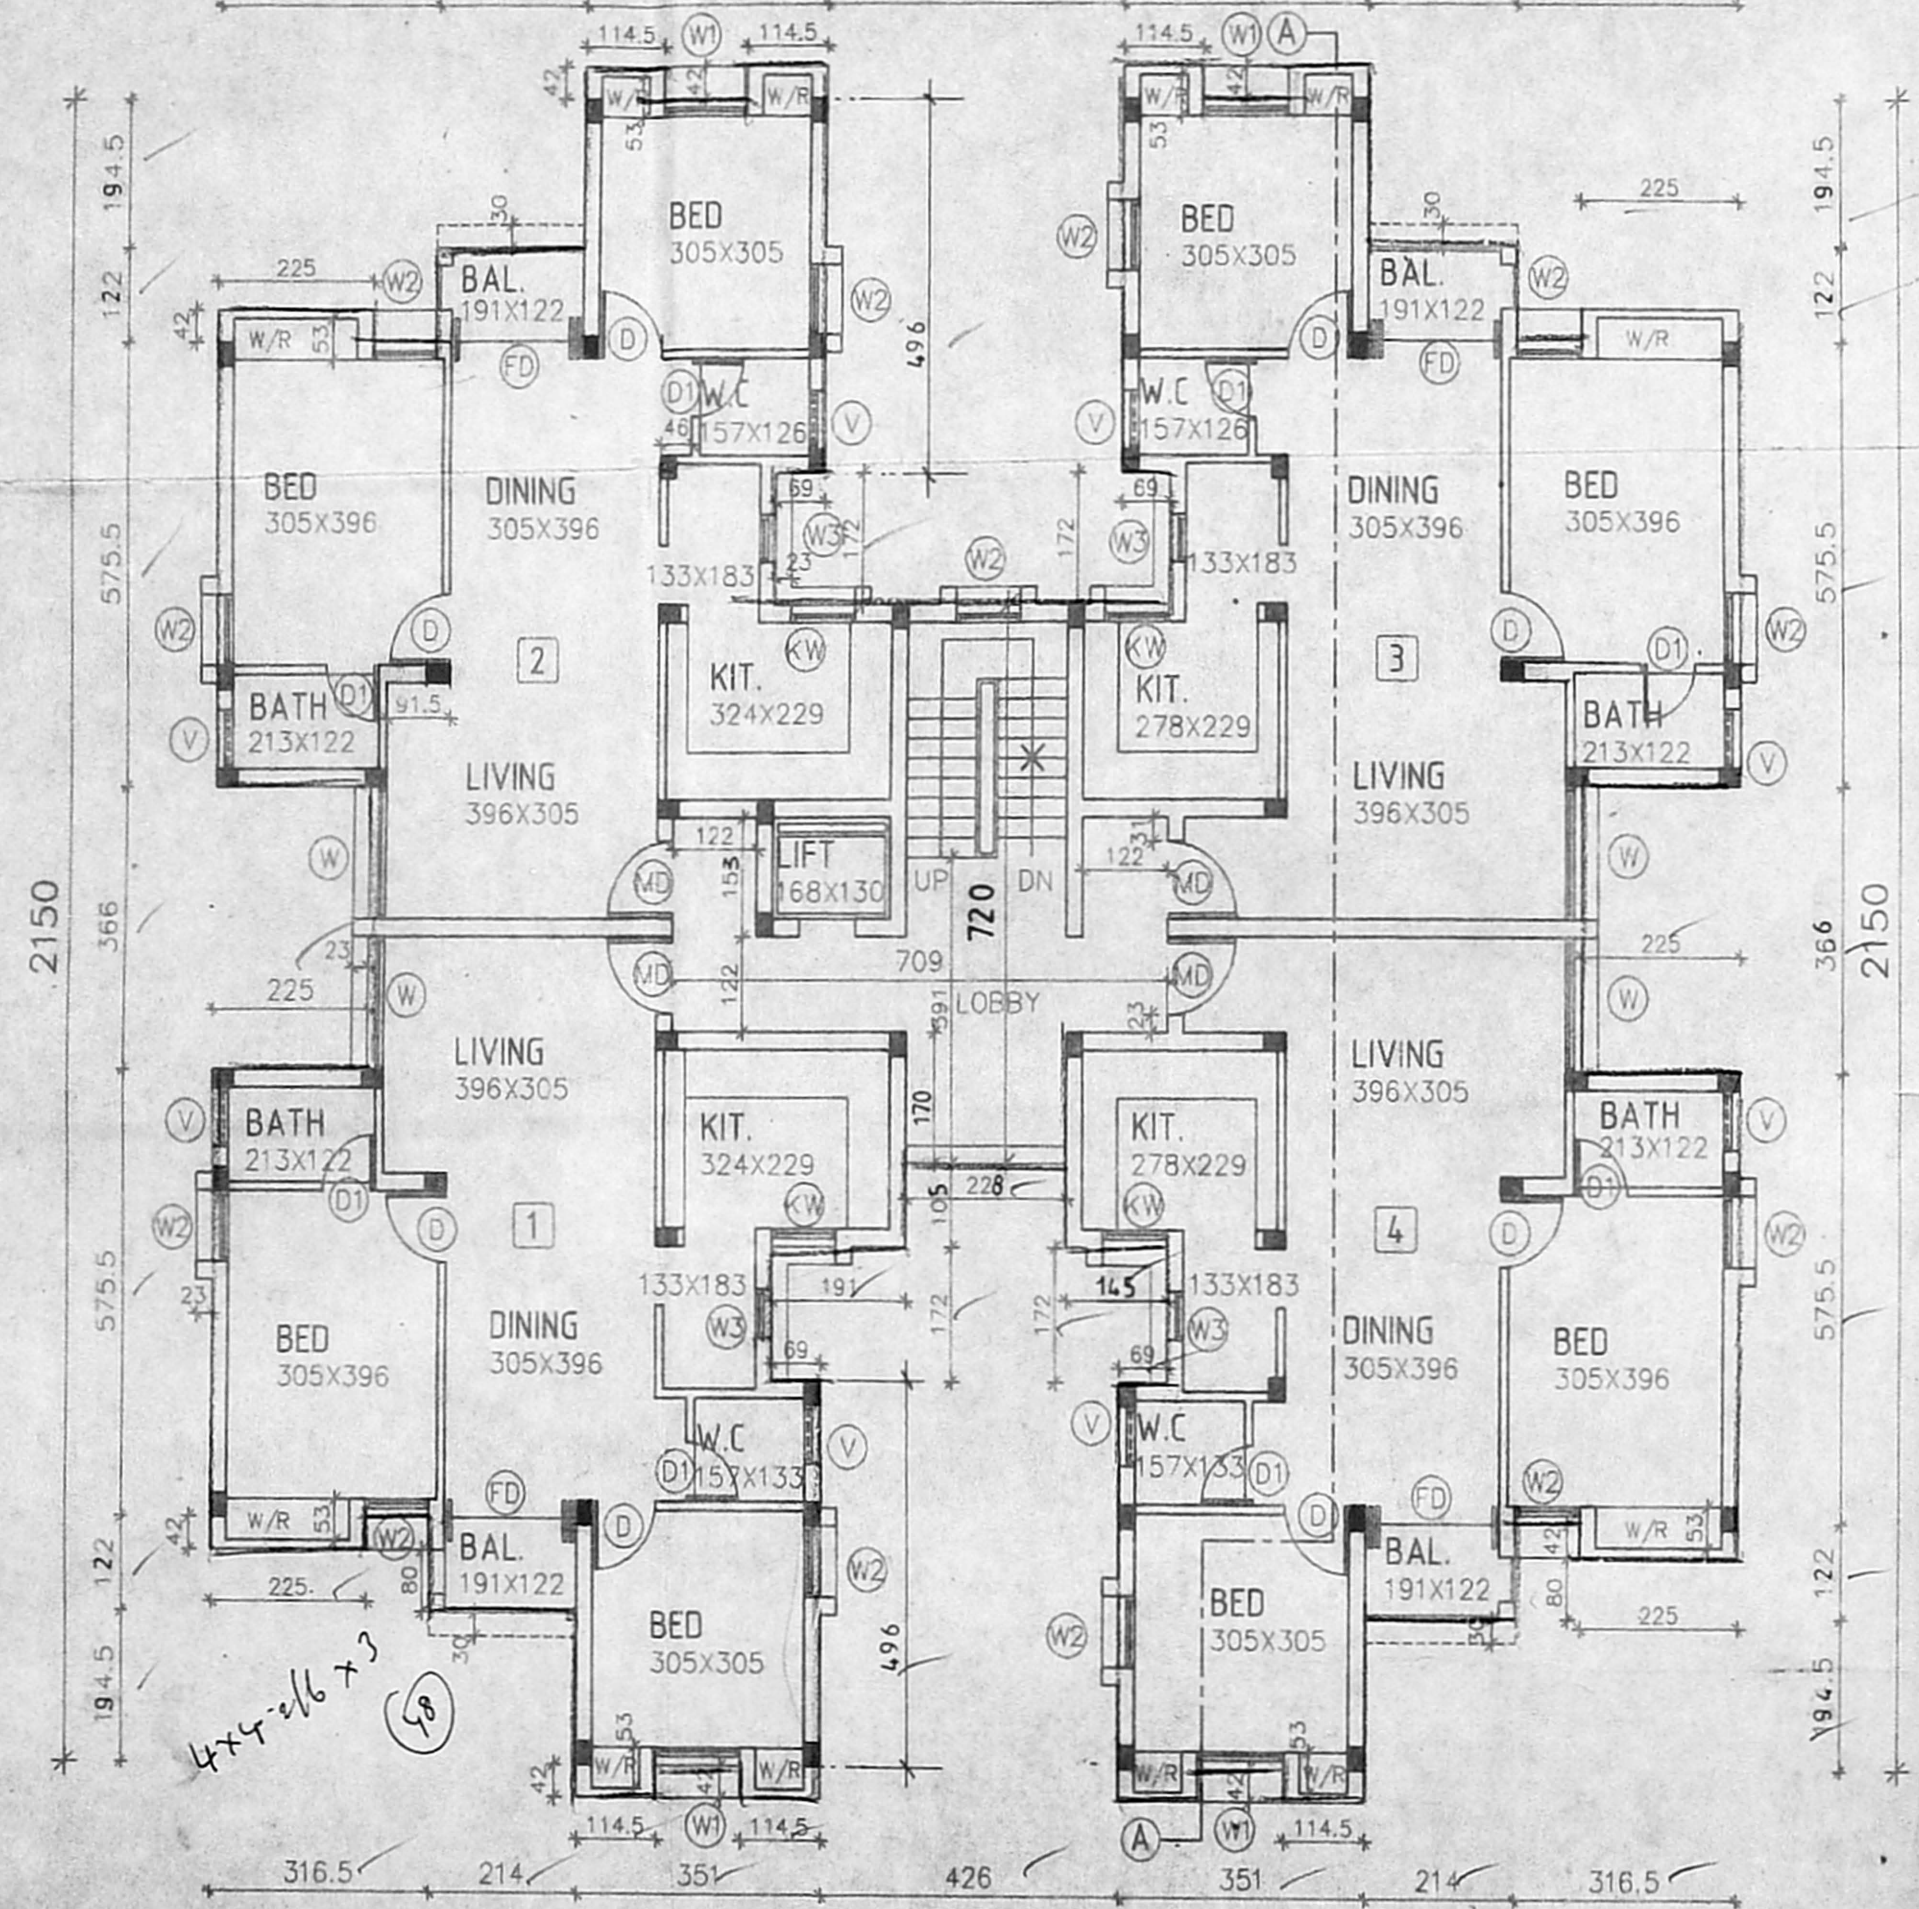 114.5 W1 114.5 114.5 W1 A
42 W/R 42 W/R W/R 42 W/R
53 53
194.5 194.5
30 BED BED 30 225
305X305 W2 305X305
225 W2 BAL. BAL. W2
122 191X122 W2 191X122 122
42 W/R 53 D D W/R
FD 496 FD
D1 W.C W.C D1
46 157X126 V V 157X126
BED DINING 69 69 DINING BED
305X396 305X396 305X396 305X396
W3 172 172 W3
575.5 133X183 23 W2 133X183 575.5
W2 D KW KW D W2
2 3 D1
KIT. KIT.
BATH D1 91.5 324X229 278X229 BATH
V 213X122 213X122 V
LIVING LIVING
396X305 396X305
122 31
W MD 153 LIFT 122 MD W
168X130 UP DN
2150 366 720 366 2150
23 709 225
225 W MD 122 MD W
391 LOBBY 23
LIVING LIVING
396X305 396X305
V BATH KIT. 170 KIT. BATH V
213X122 324X229 278X229 213X122
D1 105 228 D1
W2 D KW KW D W2
1 4
575.5 23 133X183 191 145 133X183 575.5
BED DINING W3 172 172 W3 DINING BED
305X396 305X396 69 69 305X396 305X396
W.C V V W.C
D1 157X133 157X133 D1
FD FD W2
42 W/R 53 W2 D D 42 W/R 53
122 BAL. W2 BAL. 122
225 80 191X122 BED BED 191X122 80 225
30 305X305 496 W2 305X305 30
194.5 194.5
4x4 x 3
48
53 53
42 W/R 42 W/R W/R 42 W/R
114.5 W1 114.5 A W1 114.5
316.5 214 351 426 351 214 316.5